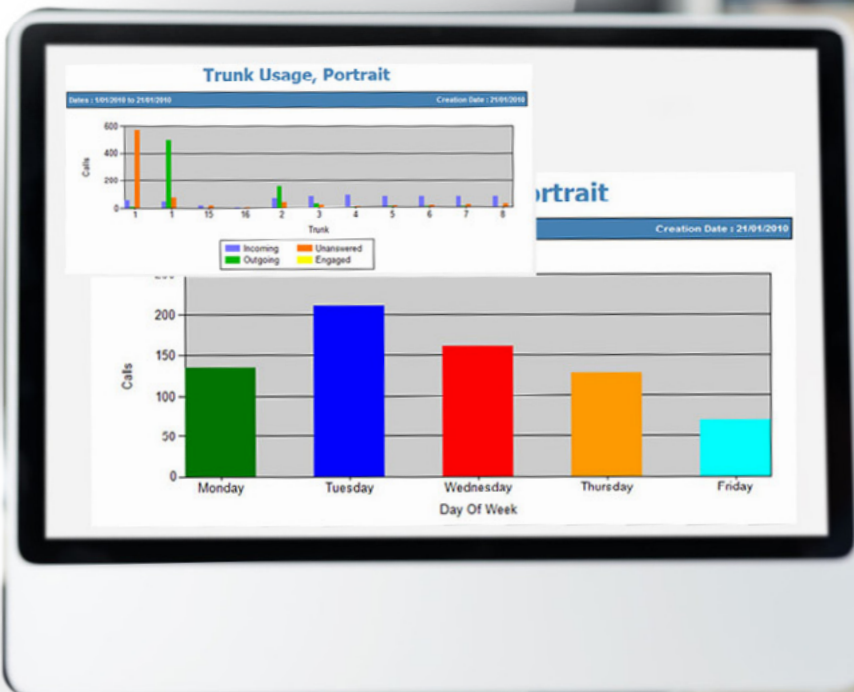 Trunk Usage, Portrait
Dates : 1/01/2010 to 21/01/2010 Creation Date : 21/01/2010
600
400
200
0
Calls
1 1 15 16 2 3 4 5 6 7 8
Trunk
Incoming Unanswered
Outgoing Engaged
ortrait
Creation Date : 21/01/2010
200
150
100
50
0
Calls
Monday Tuesday Wednesday Thursday Friday
Day Of Week